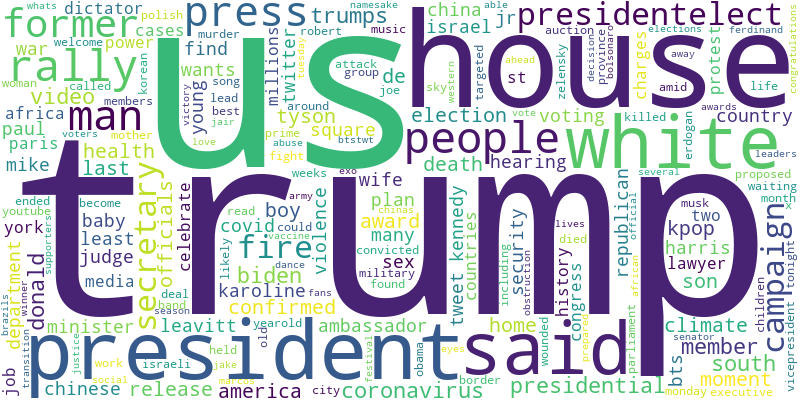 whats
polish
namesake
able
former
dictator
cases
press
murder
robert
trumps
music
china
jr
presidentelect
welcome
power
war
us
house
twitter
israel
auction
decision
province
bolsonaro
elections
ferdinand
rally
korean
find
millions
attack
group
joe
tuesday
de
sky
western
ahead
away
congratulations
woman
called
wants
young
song
lead
best
targeted
st
zelensky
charges
protest
amid
life
video
members
man
africa
victory
jair
around
tyson
election
voting
killed
country
awards
voters
paul
mother
love
prime
abuse
square
people
white
erdogan
leaders
paris
health
fight
btstwt
vote
death
hearing
several
proposed
mike
last
trump
exo
wife
waiting
month
ended
become
secretary
officials
celebrate
weeks
army
plan
chinas
two
musk
official
x
youtube
baby
read
boy
could
award
tweet
kennedy
countries
including
security
obstruction
history
lives
republican
kpop
york
supporters
least
covid
vaccine
violence
many
died
congress
harris
campaign
department
donald
judge
fire
dance
convicted
sex
african
lawyer
media
likely
biden
military
son
children
tonight
vicepresident
deal
karoline
fans
found
prepares
brazils
winner
band
season
confirmed
minister
leavitt
yearold
ambassador
home
wounded
parliament
climate
job
transition
president
old
festival
obama
said
member
justice
held
jake
eyes
bts
senator
south
israeli
work
social
marcos
border
moment
chinese
release
america
city
coronavirus
presidential
monday
executive